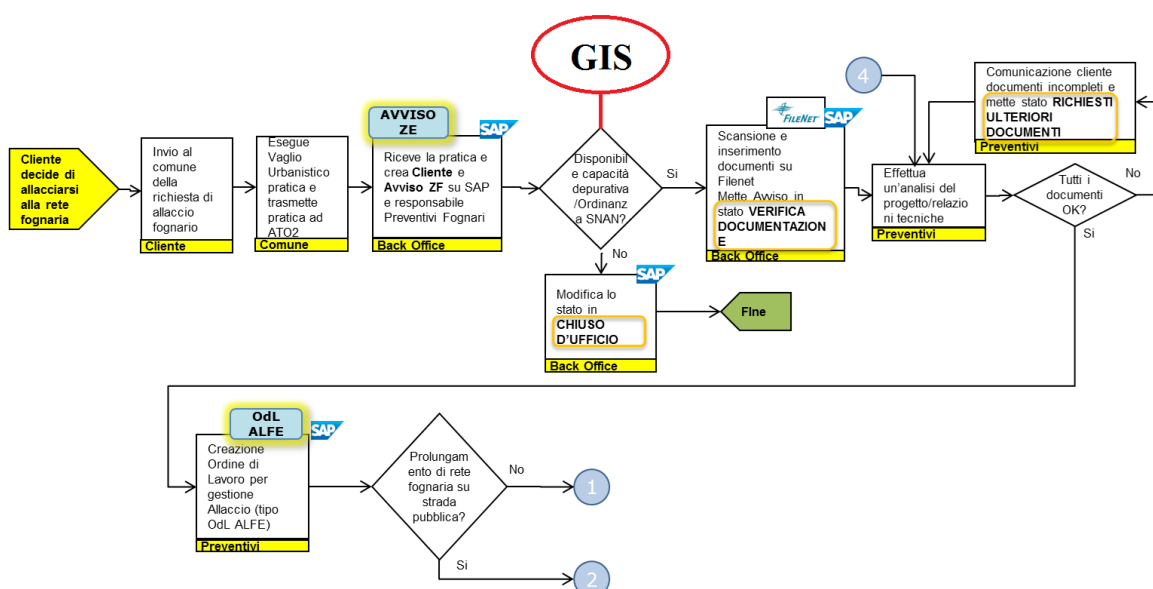 GIS
Cliente
decide di
allacciarsi
alla rete
fognaria
Invio al
comune
della
richiesta di
allaccio
fognario
Cliente
Esegue
Vaglio
Urbanistico
pratica e
trasmette
pratica ad
ATO2
Comune
AVVISO
ZE
SAP
Riceve la pratica e
crea Cliente e
Avviso ZF su SAP
e responsabile
Preventivi Fognari
Back Office
Disponibil
e capacità
depurativa
/Ordinanz
a SNAN?
Si
No
FILENET
SAP
Scansione e
inserimento
documenti su
Filenet
Mette Avviso in
stato VERIFICA
DOCUMENTAZION
E
Back Office
4
Comunicazione cliente
documenti incompleti e
mette stato RICHIESTI
ULTERIORI
DOCUMENTI
Preventivi
Effettua
un'analisi del
progetto/relazio
ni tecniche
Preventivi
Tutti i
documenti
OK?
No
Si
SAP
Modifica lo
stato in
CHIUSO
D'UFFICIO
Back Office
FIne
OdL
ALFE
SAP
Creazione
Ordine di
Lavoro per
gestione
Allaccio (tipo
OdL ALFE)
Preventivi
Prolungam
ento di rete
fognaria su
strada
pubblica?
No
1
Si
2